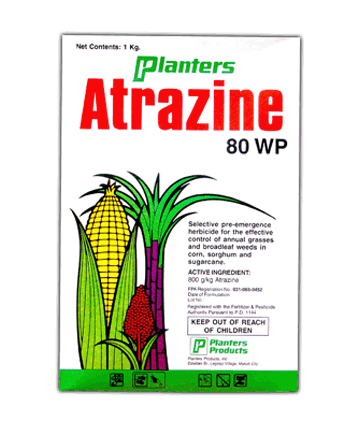 Net Contents: 1 Kg.
Planters
Atrazine
80 WP
Selective pre-emergence
herbicide for the effective
control of annual grasses
and broadleaf weeds in
corn, sorghum and
sugarcane.
ACTIVE INGREDIENT:
800 g/kg Atrazine
FPA Registration No.
Date of Formulation
Lot No.
Registered with the Fertilizer & Pesticide
Authority Pursuant to P.D. 1144
KEEP OUT OF REACH
OF CHILDREN
Planters
Products
Planters Products, Inc.